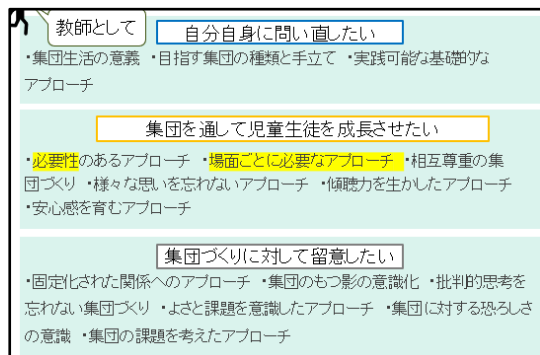 教師として
自分自身に問い直したい
・集団生活の意義 ・目指す集団の種類と手立て ・実践可能な基礎的な
アプローチ
集団を通して児童生徒を成長させたい
・必要性のあるアプローチ ・場面ごとに必要なアプローチ ・相互尊重の集
団づくり ・様々な思いを忘れないアプローチ ・傾聴力を生かしたアプローチ
・安心感を育むアプローチ
集団づくりに対して留意したい
・固定化された関係へのアプローチ ・集団のもつ影の意識化 ・批判的思考を
忘れない集団づくり ・よさと課題を意識したアプローチ ・集団に対する恐ろしさ
の意識 ・集団の課題を考えたアプローチ